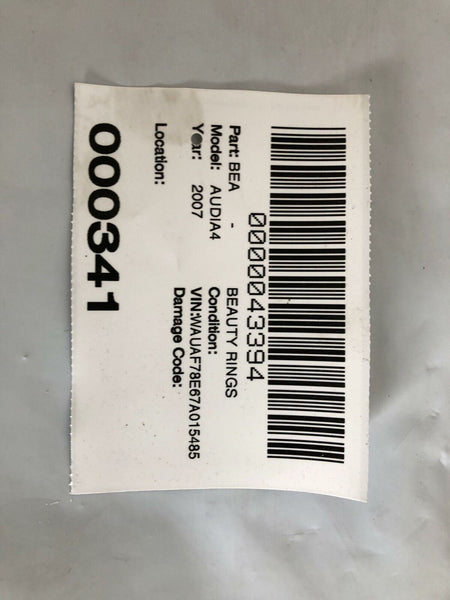 0000043394
Part: BEA - BEAUTY RINGS
Model: AUDIA4 Condition:
Year: 2007 VIN:WAUAF78E67A015485
Damage Code:
Location:
000341